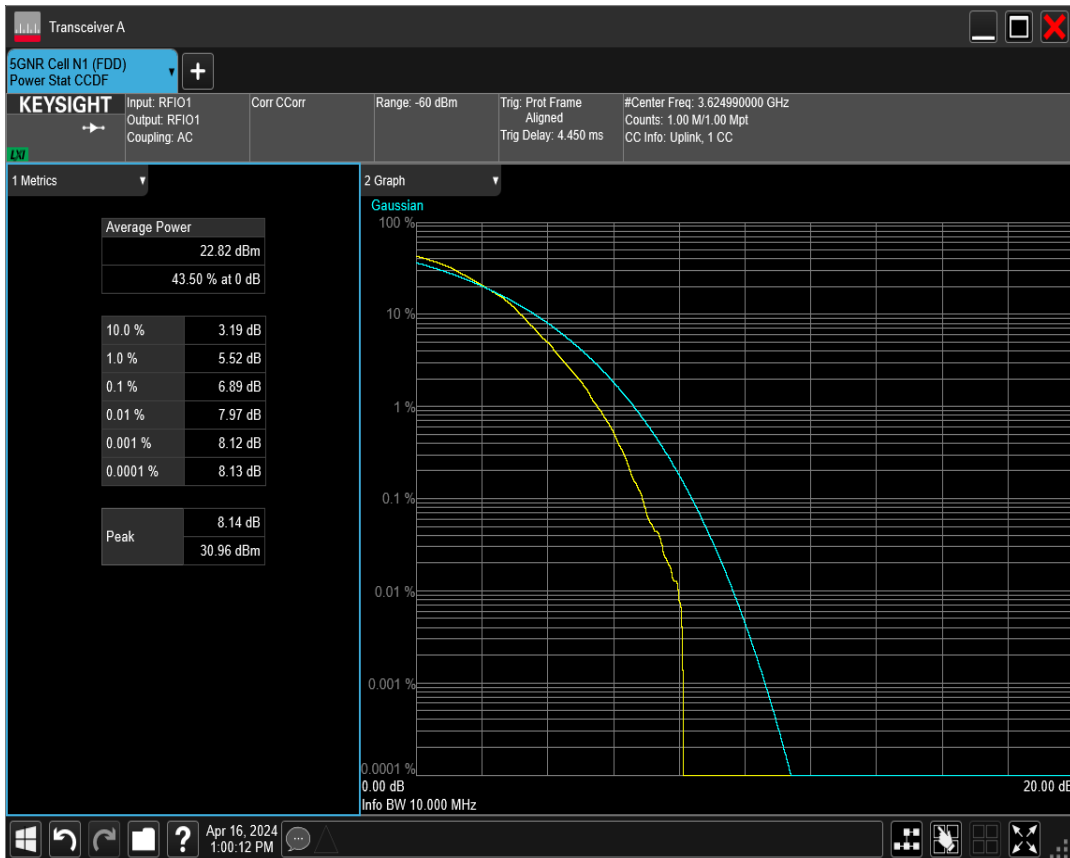 Transceiver A
5GNR Cell N1 (FDD)
Power Stat CCDF
+
KEYSIGHT
LXI
Input: RFIO1
Output: RFIO1
Coupling: AC
Corr CCorr
Range: -60 dBm
Trig: Prot Frame
Aligned
Trig Delay: 4.450 ms
#Center Freq: 3.624990000 GHz
Counts: 1.00 M/1.00 Mpt
CC Info: Uplink, 1 CC
1 Metrics
Average Power
22.82 dBm
43.50 % at 0 dB
10.0 % 3.19 dB
1.0 % 5.52 dB
0.1 % 6.89 dB
0.01 % 7.97 dB
0.001 % 8.12 dB
0.0001 % 8.13 dB
Peak
8.14 dB
30.96 dBm
2 Graph
Gaussian
100 %
10 %
1 %
0.1 %
0.01 %
0.001 %
0.0001 %
0.00 dB 20.00 dB
Info BW 10.000 MHz
?
Apr 16, 2024
1:00:12 PM